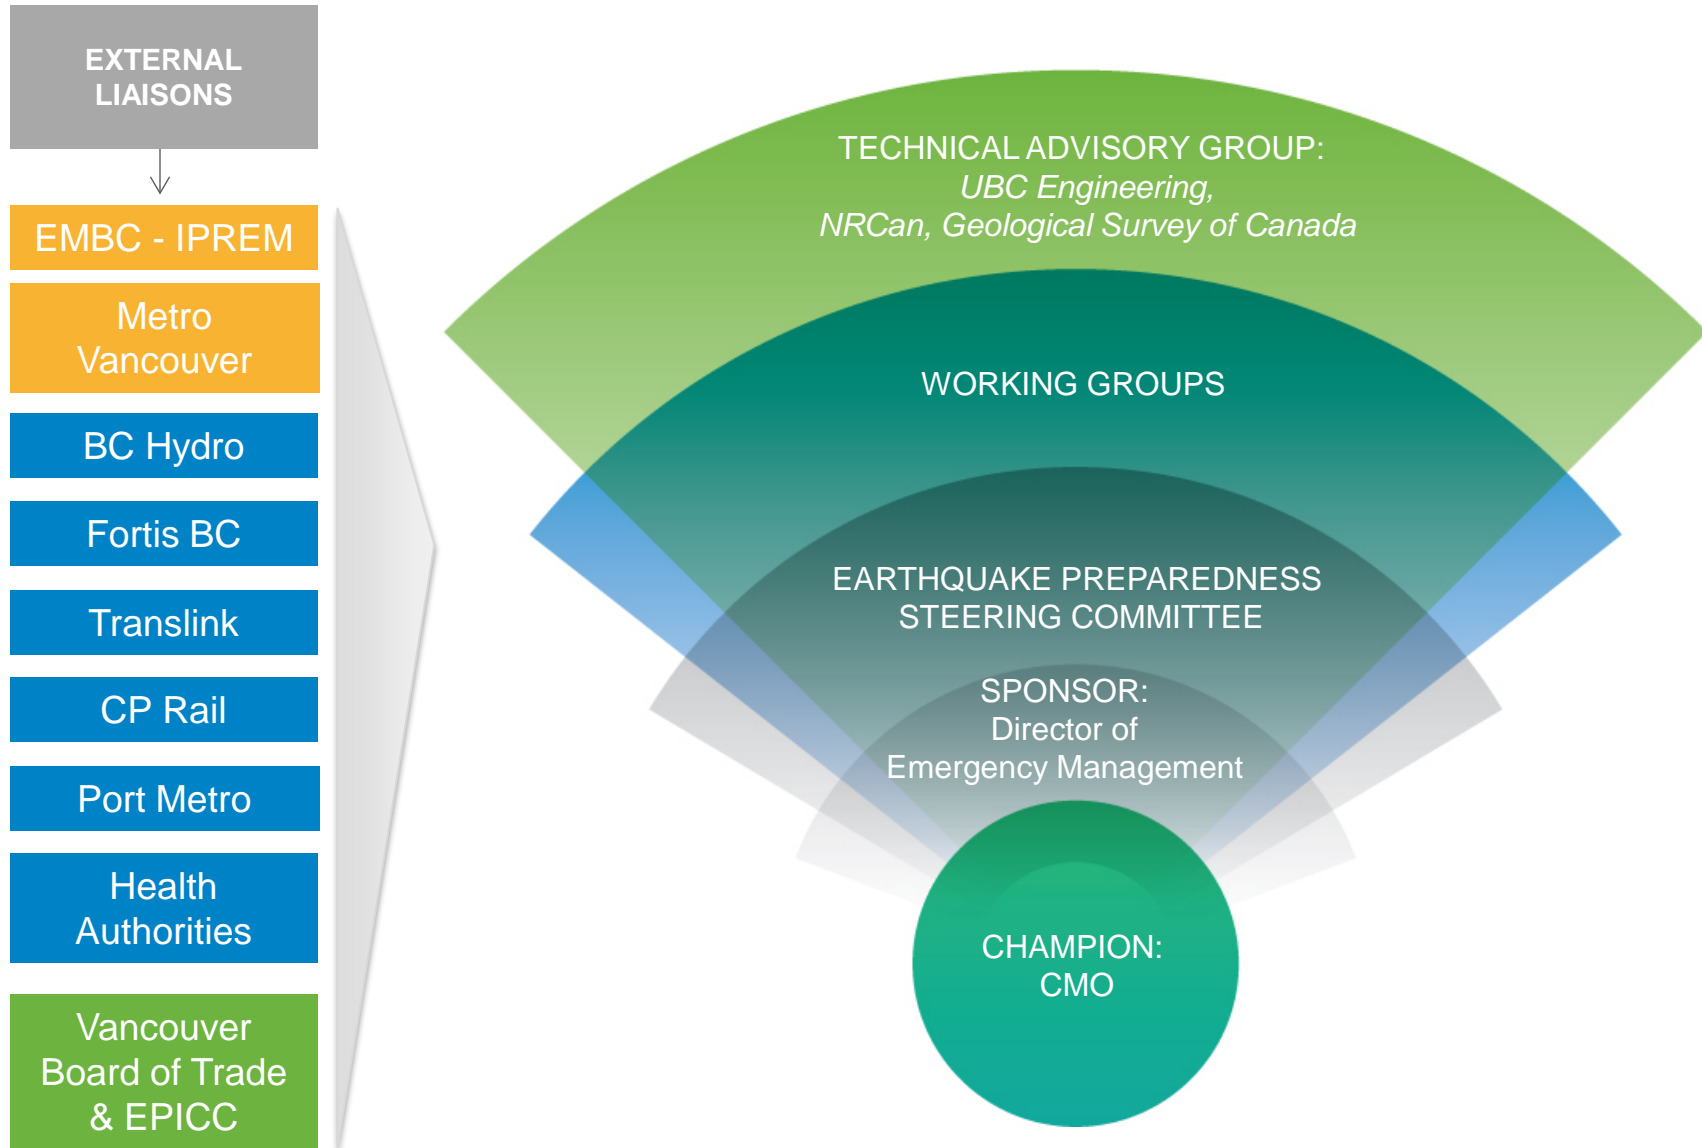 EXTERNAL
LIAISONS
EMBC - IPREM
Metro
Vancouver
BC Hydro
Fortis BC
Translink
CP Rail
Port Metro
Health
Authorities
Vancouver
Board of Trade
& EPICC
TECHNICAL ADVISORY GROUP:
UBC Engineering,
NRCan, Geological Survey of Canada
WORKING GROUPS
EARTHQUAKE PREPAREDNESS
STEERING COMMITTEE
SPONSOR:
Director of
Emergency Management
CHAMPION:
CMO